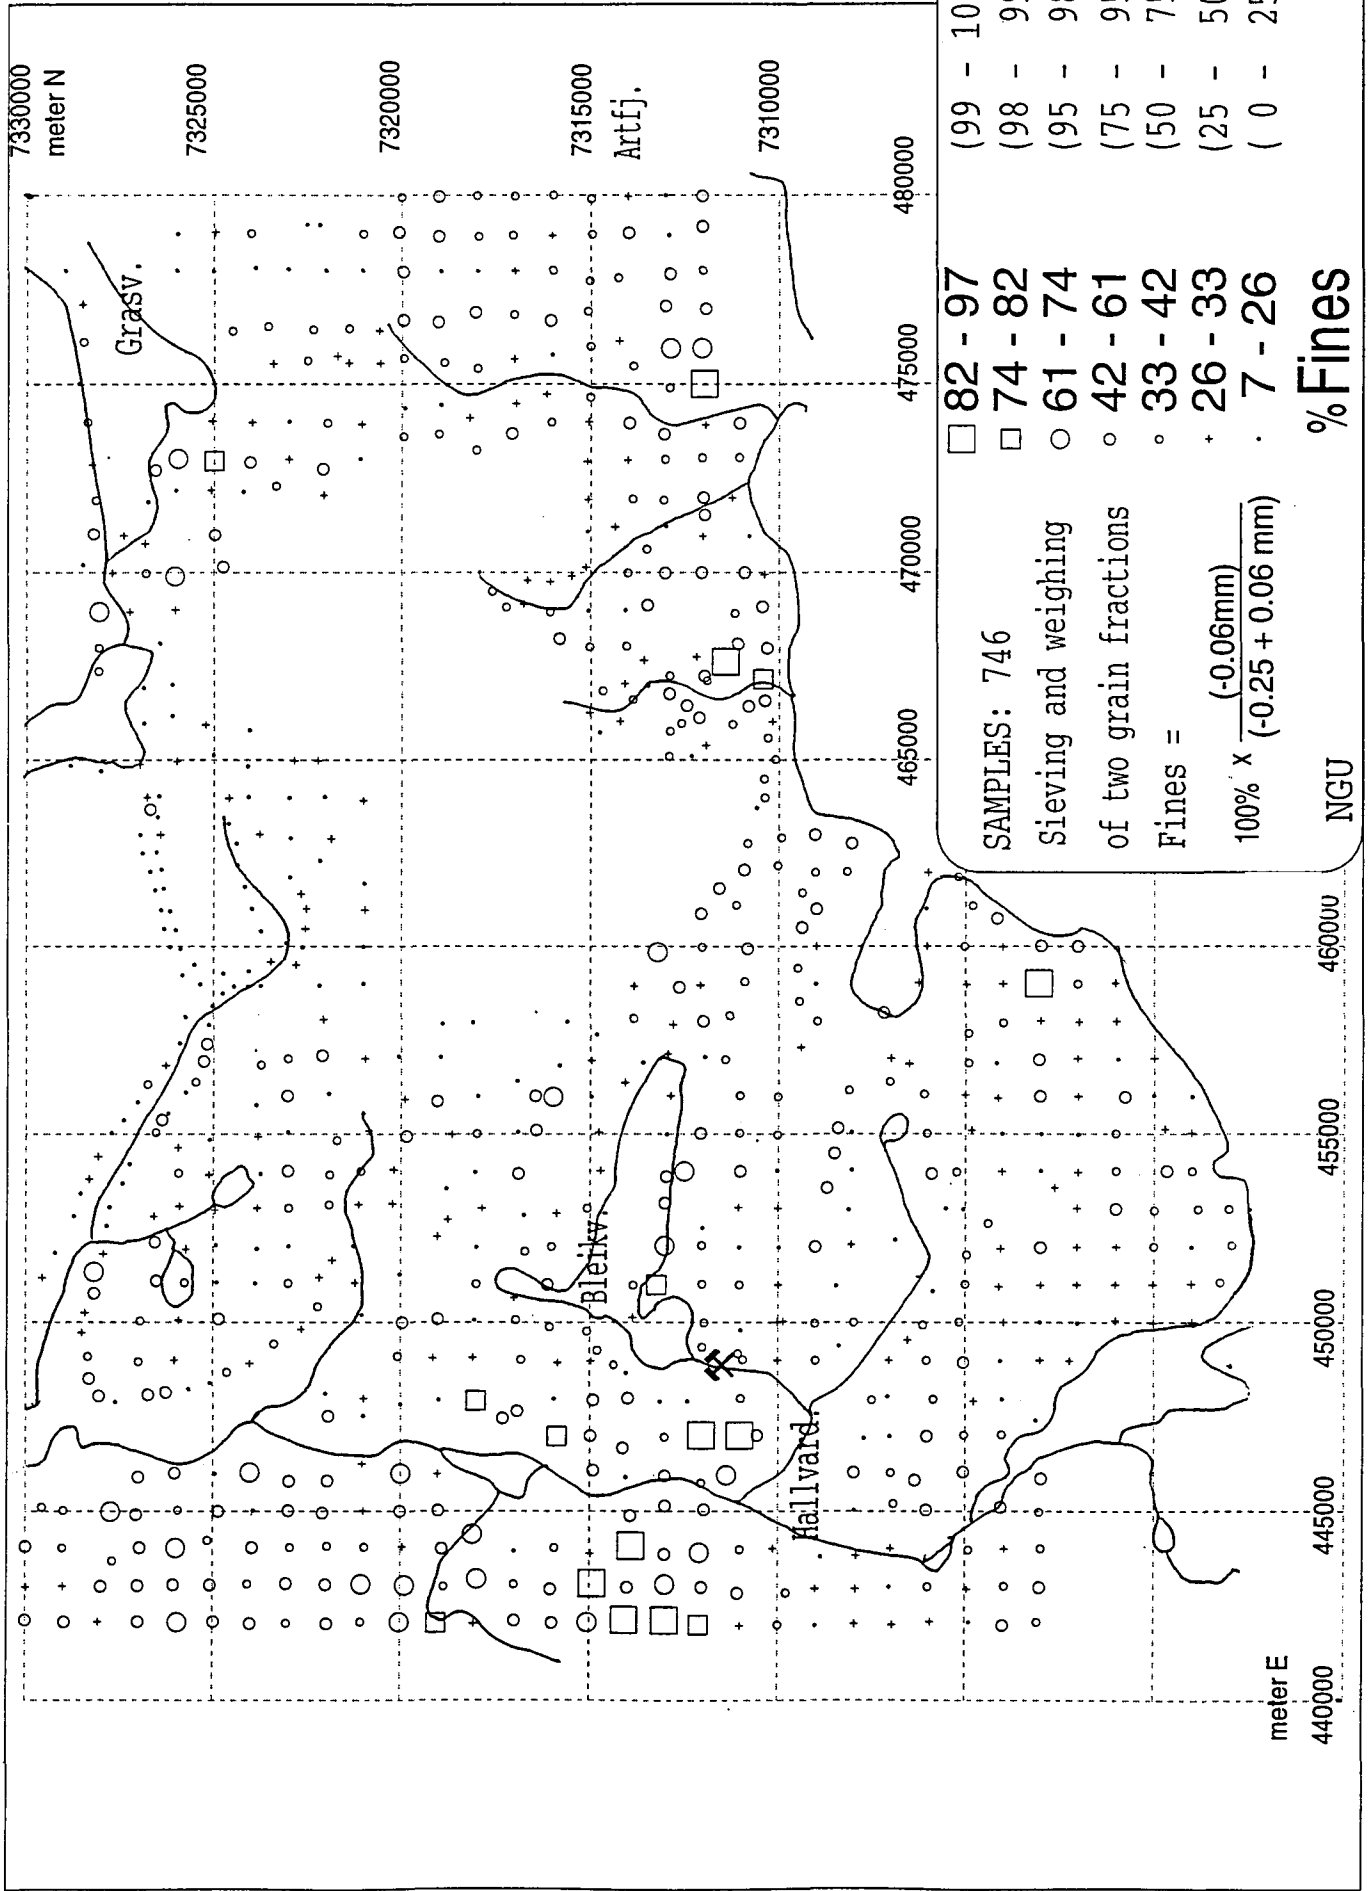 7330000
meter N
7325000
7320000
7315000
7310000
Grasv.
Artfj.
Bleikv.
Hallvard.
480000
475000
470000
465000
460000
455000
450000
445000
440000
meter E
82 - 97 (99 -
74 - 82 (98 -
61 - 74 (95 -
42 - 61 (75 -
33 - 42 (50 -
26 - 33 (25 -
7 - 26 ( 0 -
% Fines
SAMPLES: 746
Sieving and weighing
of two grain fractions
Fines =
100% x (-0.06mm)
(-0.25 + 0.06 mm)
NGU